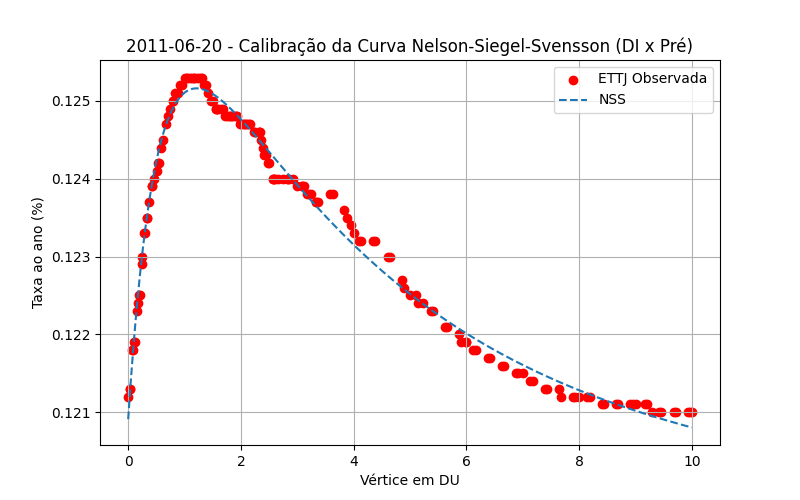 2011-06-20 - Calibração da Curva Nelson-Siegel-Svensson (DI x Pré)
ETTJ Observada
NSS
Taxa ao ano (%)
0.125
0.124
0.123
0.122
0.121
0
2
4
6
8
10
Vértice em DU